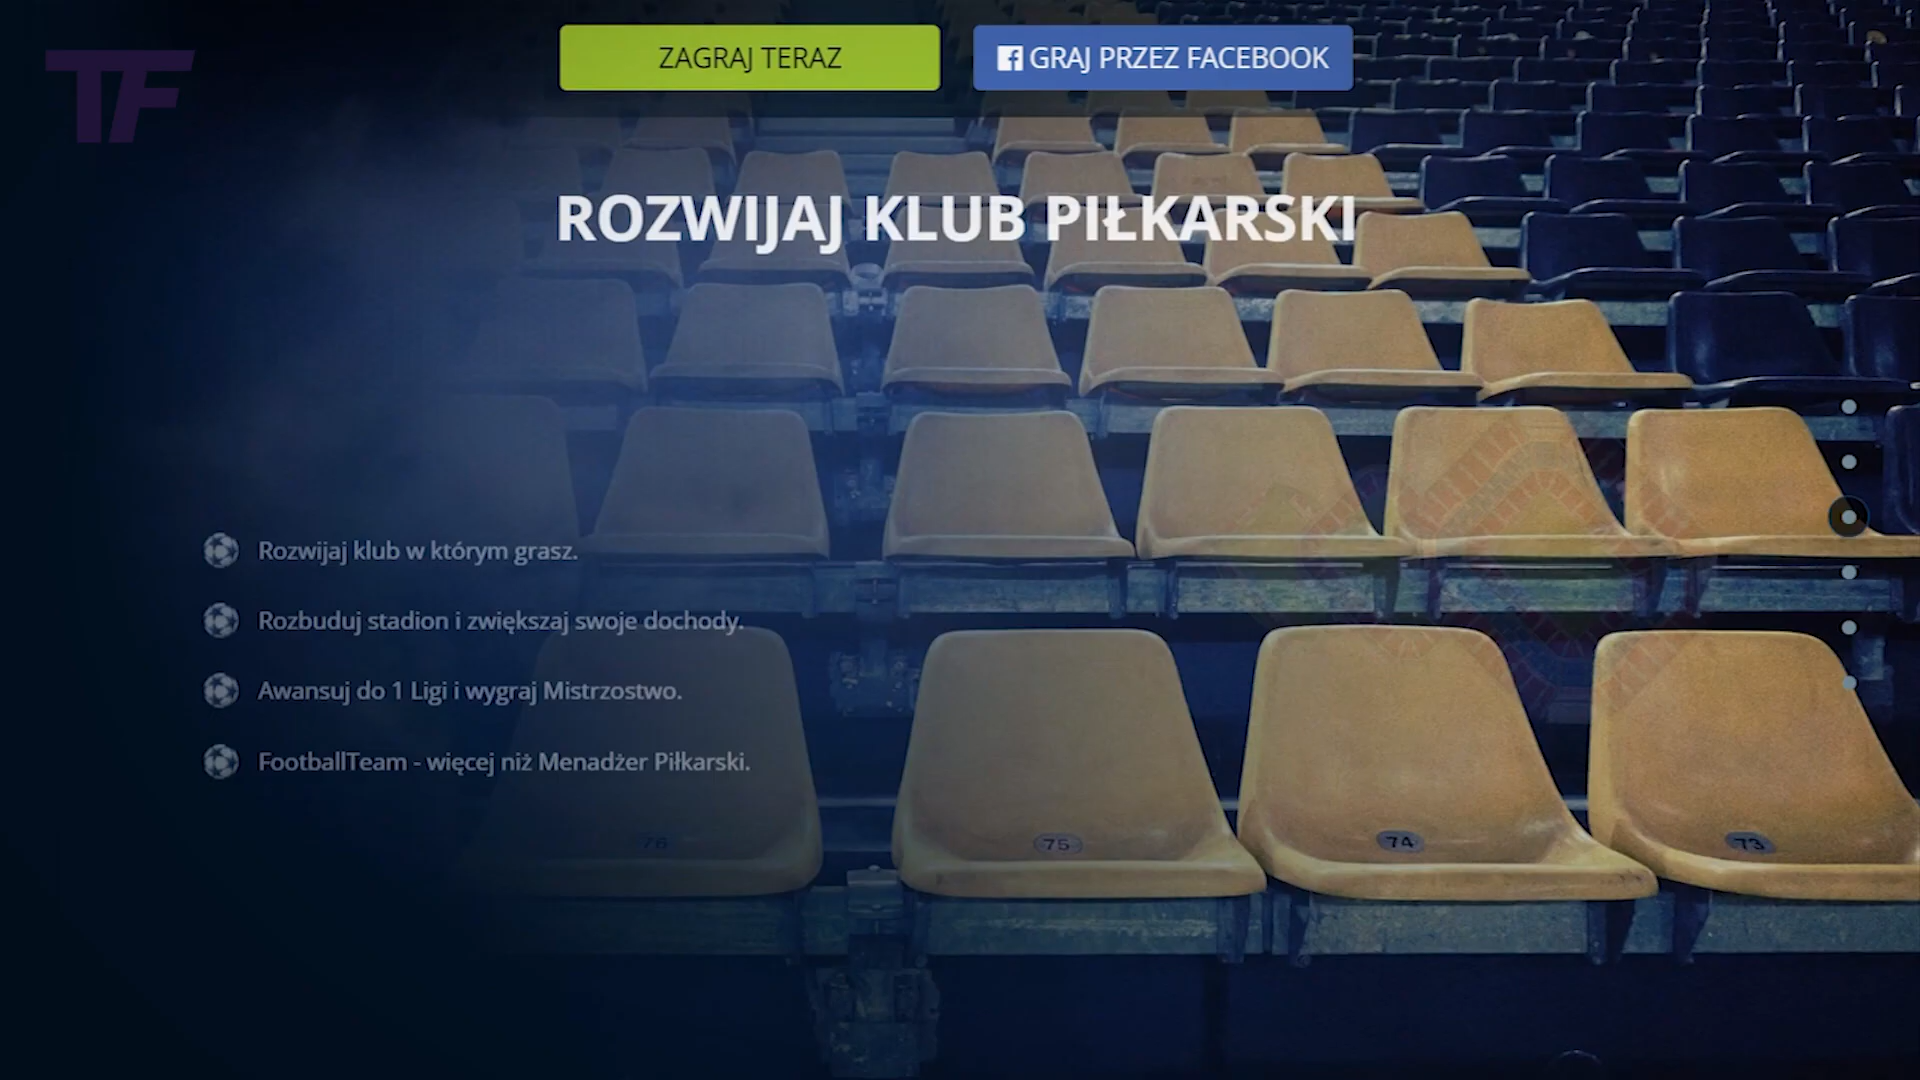 TF
ZAGRAJ TERAZ
GRAJ PRZEZ FACEBOOK
ROZWIJAJ KLUB PIŁKARSKI
Rozwijaj klub w którym grasz.
Rozbuduj stadion i zwiększaj swoje dochody.
Awansuj do 1 Ligi i wygraj Mistrzostwo.
FootballTeam - więcej niż Menadżer Piłkarski.
76 75 74 73